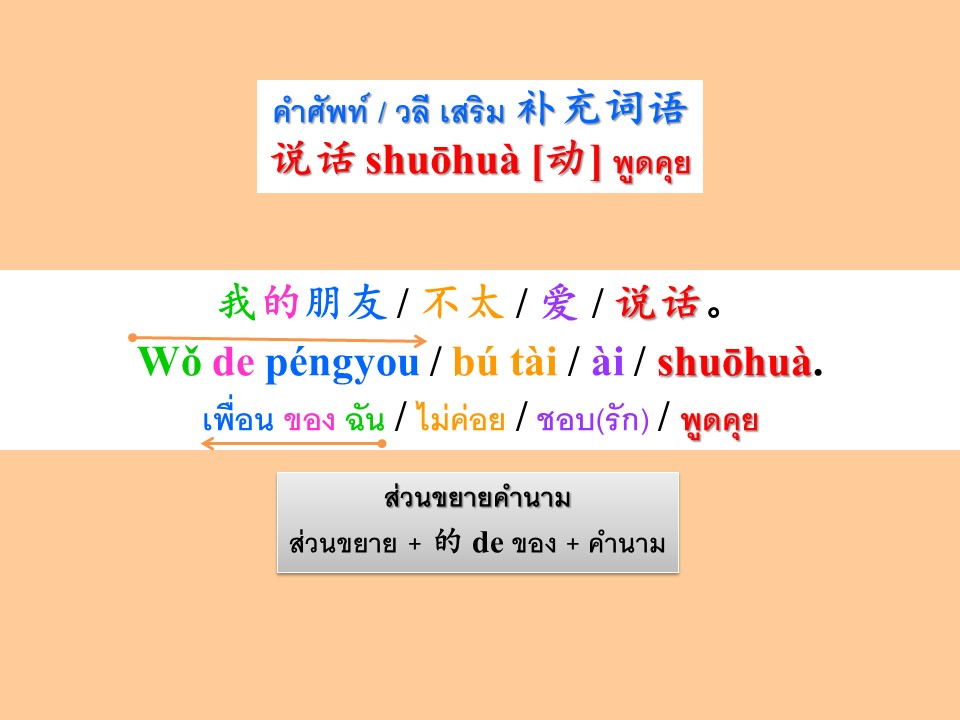 คำศัพท์ / วลี เสริม 补充词语
说话 shuōhuà [动] พูดคุย
我的朋友 / 不太 / 爱 / 说话。
Wǒ de péngyou / bú tài / ài / shuōhuà.
เพื่อน ของ ฉัน / ไม่ค่อย / ชอบ(รัก) / พูดคุย
ส่วนขยายคำนาม
ส่วนขยาย + 的 de ของ + คำนาม